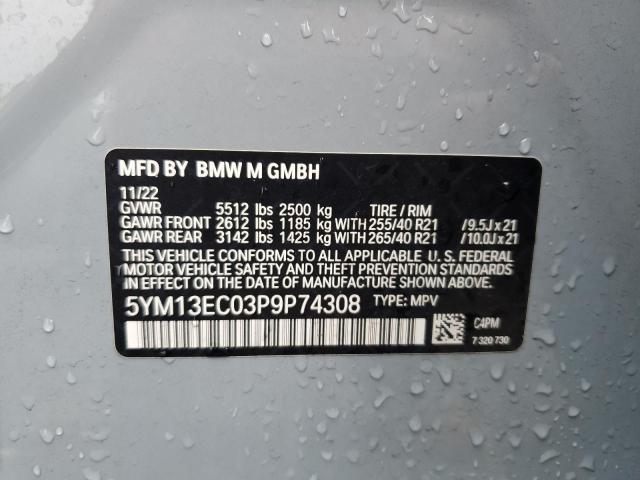 MFD BY BMW M GMBH
11/22
GVWR 5512 lbs 2500 kg TIRE / RIM
GAWR FRONT 2612 lbs 1185 kg WITH 255/40 R21 /9.5J x 21
GAWR REAR 3142 lbs 1425 kg WITH 265/40 R21 /10.0J x 21
THIS VEHICLE CONFORMS TO ALL APPLICABLE U. S. FEDERAL
MOTOR VEHICLE SAFETY AND THEFT PREVENTION STANDARDS
IN EFFECT ON THE DATE OF MANUFACTURE SHOWN ABOVE.
5YM13EC03P9P74308 TYPE: MPV
C4PM
7 320 730